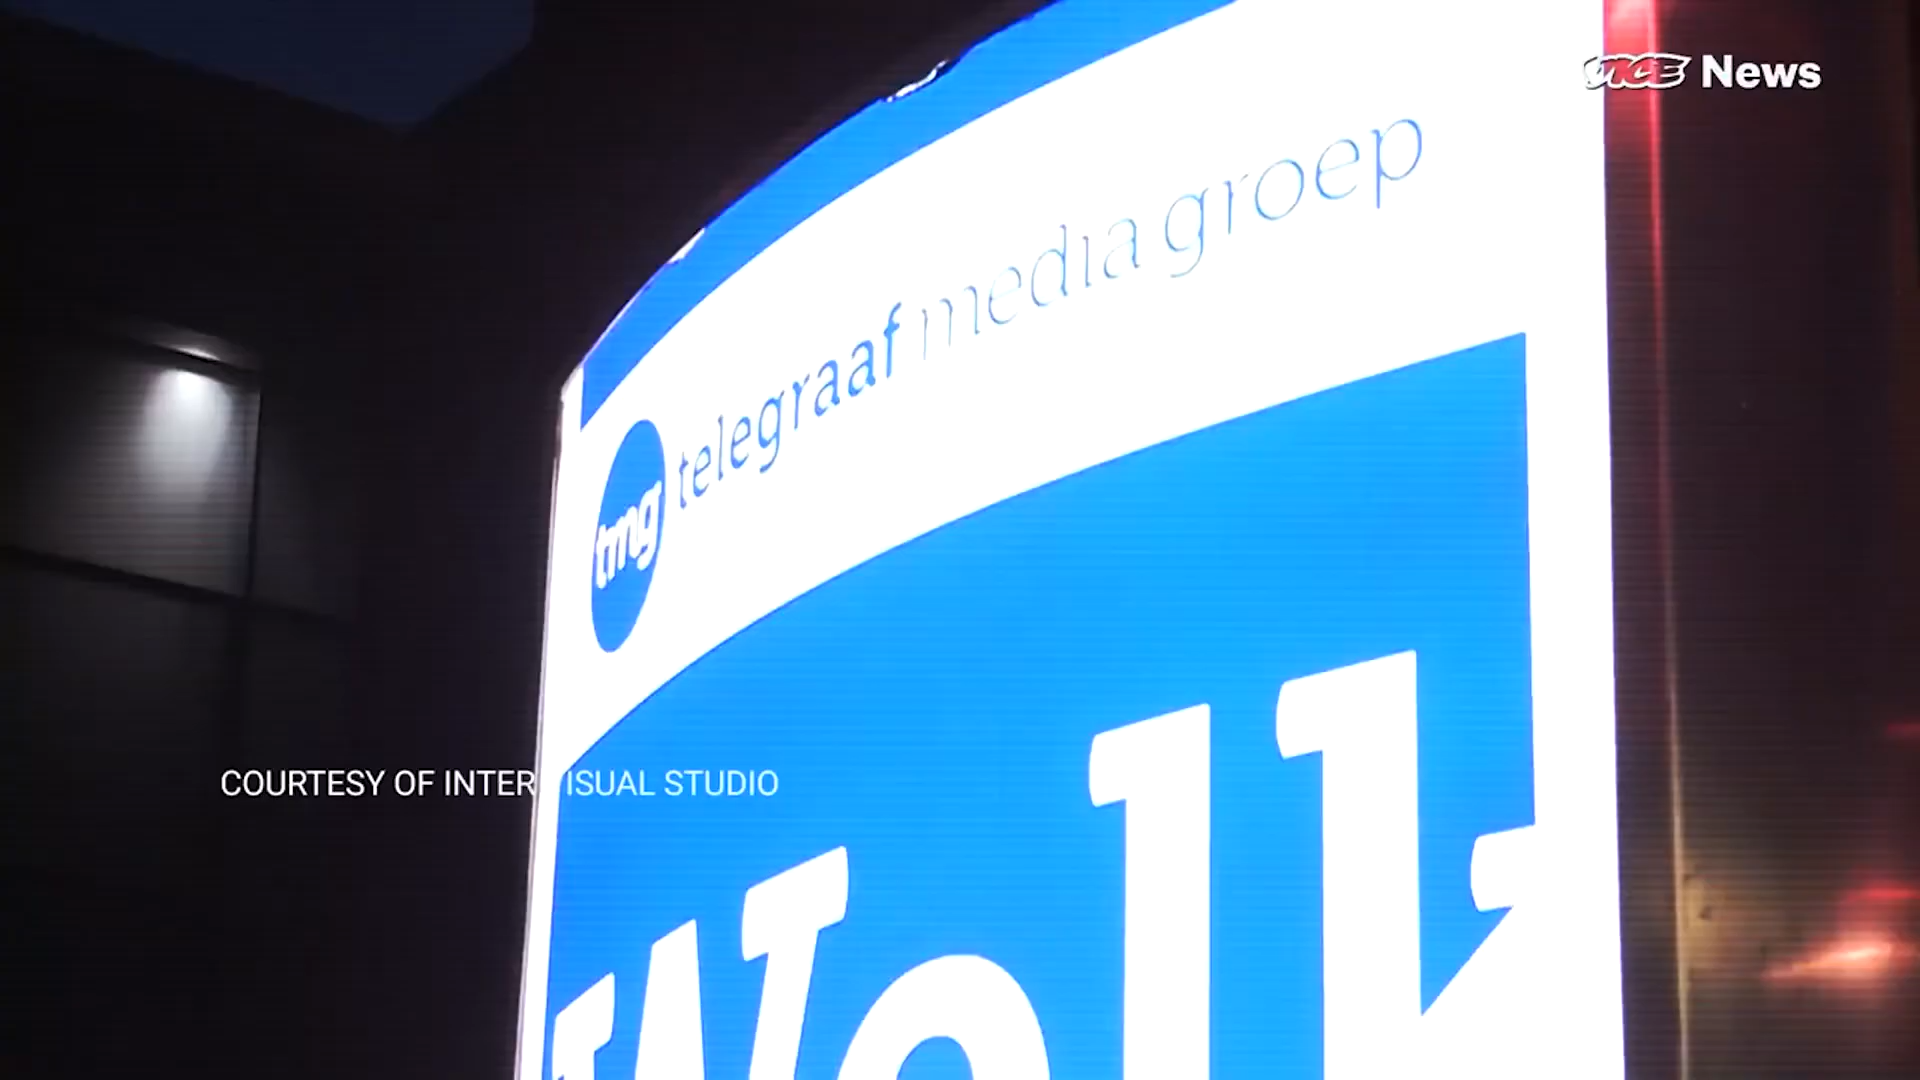 VICE News
telegraaf media groep
tmg
COURTESY OF INTER ISUAL STUDIO